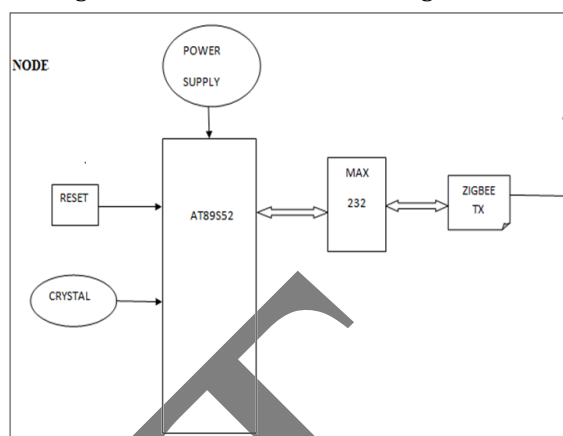 POWER
SUPPLY
NODE
RESET
AT89S52
MAX
232
ZIGBEE
TX
CRYSTAL